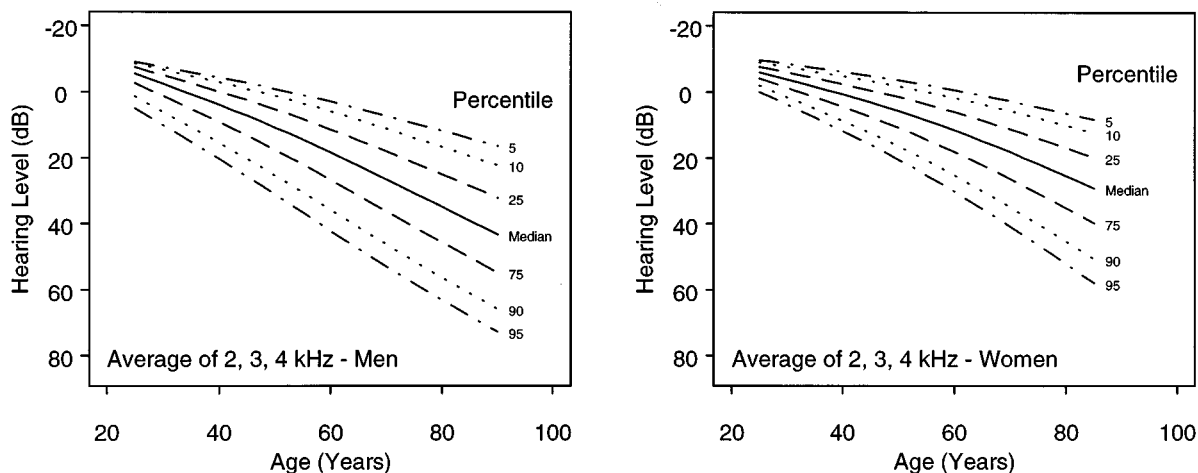 -20
0
20
40
60
80
Hearing Level (dB)
Percentile
5
10
25
Median
75
90
95
Average of 2, 3, 4 kHz - Men
20 40 60 80 100
Age (Years)
-20
0
20
40
60
80
Hearing Level (dB)
Percentile
5
10
25
Median
75
90
95
Average of 2, 3, 4 kHz - Women
20 40 60 80 100
Age (Years)